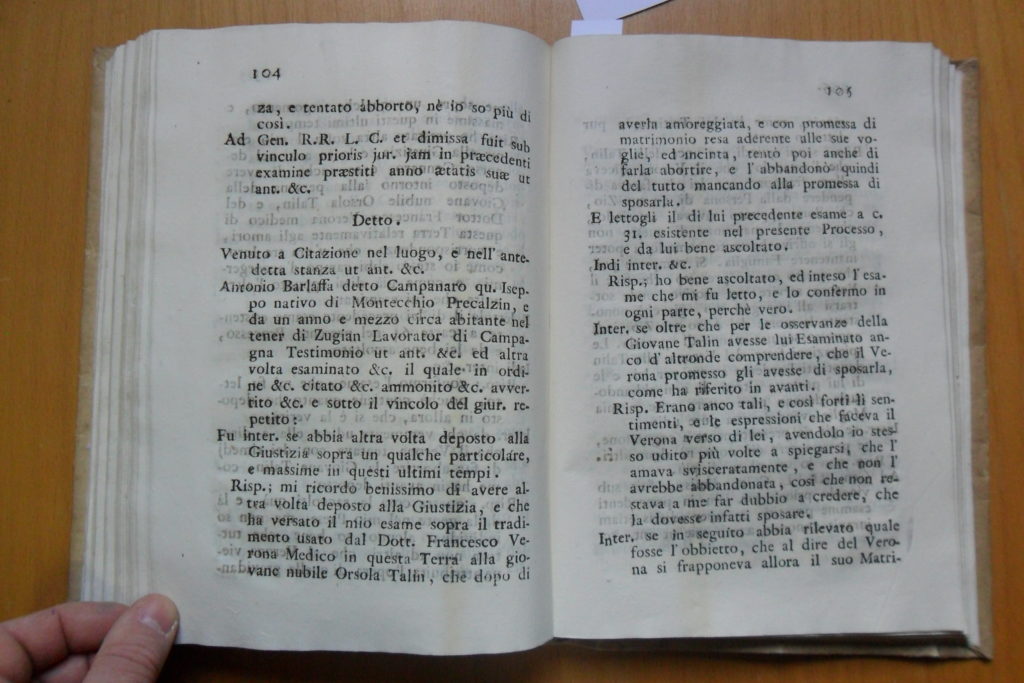 104
za, e tentato abborto, nè io so più di
così.
Ad Gen. R.R. L. C. et dimissa fuit sub
vinculo prioris jur. jam in præcedenti
examine præstiti anno ætatis suæ ut
ant. &c.
Detto.
Venuto a Citazione nel luogo, e nell' ante-
detta stanza ut ant. &c.
Antonio Barlaffa detto Campanaro qu. Isep-
po nativo di Montecchio Precalzin, e
da un anno e mezzo circa abitante nel
tener di Zugian Lavorator di Campa-
gna Testimonio ut ant. &c. ed altra
volta esaminato &c. il quale in ordi-
ne &c. citato &c. ammonito &c. avver-
tito &c. e sotto il vincolo del giur. re-
petito:
Fu inter. se abbia altra volta deposto alla
Giustizia sopra un qualche particolare,
e massime in questi ultimi tempi.
Risp.; mi ricordo benissimo di avere al-
tra volta deposto alla Giustizia, e che
ha versato il mio esame sopra il tradi-
mento usato dal Dott. Francesco Ve-
rona Medico in questa Terra alla gio-
vane nubile Orsola Talin, che dopo di
105
averla amoreggiata, e con promessa di
matrimonio resa aderente alle sue vo-
glie, ed incinta, tentò poi anche di
farla abortire, e l'abbandonò quindi
del tutto mancando alla promessa di
sposarla.
E lettogli il di lui precedente esame a c.
31. esistente nel presente Processo,
e da lui bene ascoltato.
Indi inter. &c.
Risp.; ho bene ascoltato, ed inteso l'esa-
me che mi fu letto, e lo confermo in
ogni parte, perchè vero.
Inter. se oltre che per le osservanze della
Giovane Talin avesse lui Esaminato an-
co d'altronde comprendere, che il Ve-
rona promesso gli avesse di sposarla,
come ha riferito in avanti.
Risp. Erano anco tali, e così forti li sen-
timenti, e le espressioni che faceva il
Verona verso di lei, avendolo io stes-
so udito più volte a spiegarsi, che l'
amava svisceratamente, e che non l'
avrebbe abbandonata, così che non re-
stava a me far dubbio a credere, che
la dovesse infatti sposare.
Inter. se in seguito abbia rilevato quale
fosse l'obbietto, che al dire del Vero-
na si frapponeva allora il suo Matri-